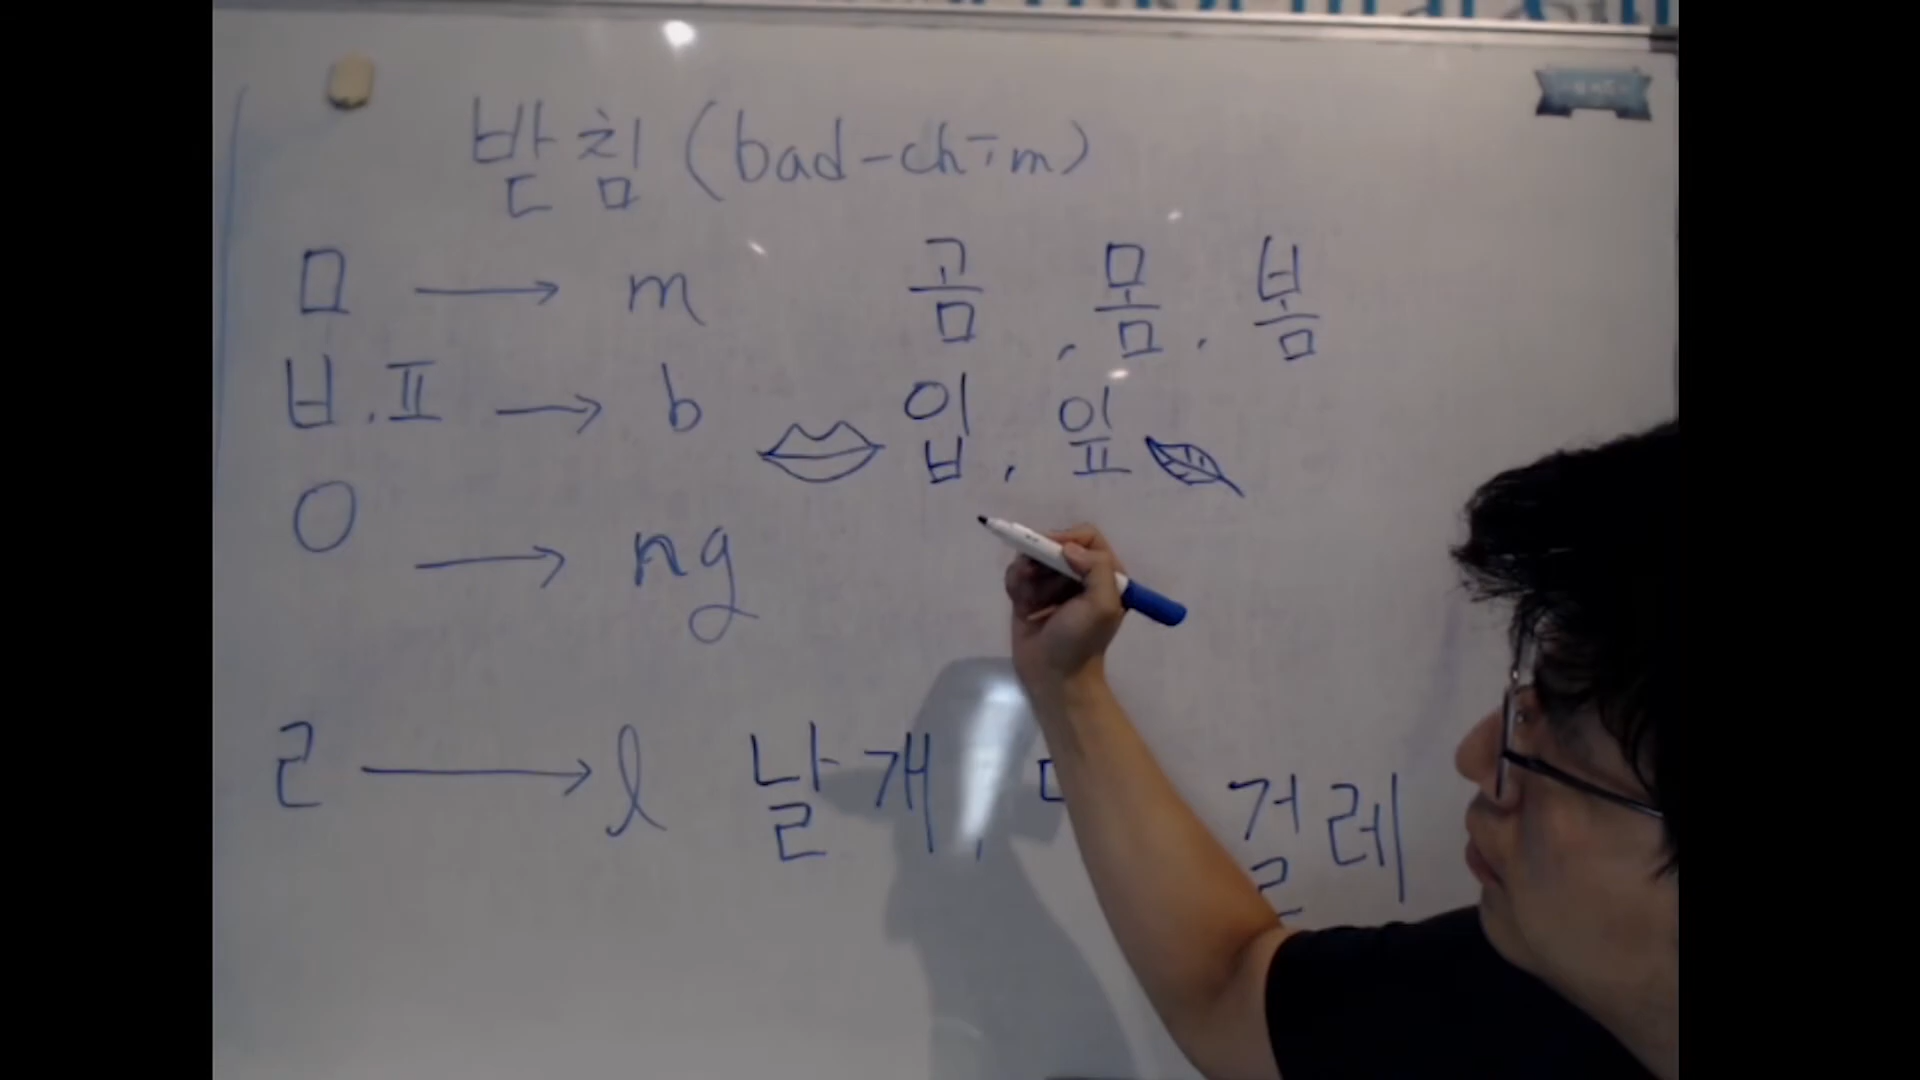 받침 (bad-chim)
ㅁ → m 곰, 몸, 봄
ㅂ, ㅍ → b 입, 잎
ㅇ → ng
ㄹ → l 날개, 걸레